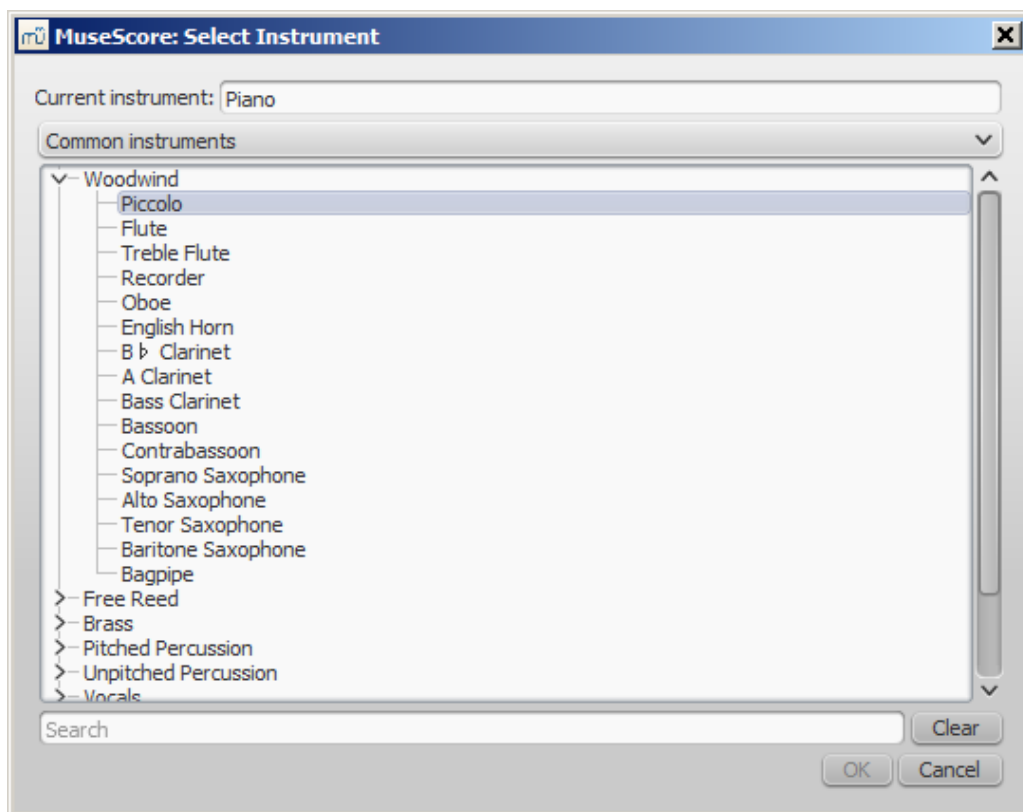 mü MuseScore: Select Instrument
Current instrument: Piano
Common instruments
Woodwind
Piccolo
Flute
Treble Flute
Recorder
Oboe
English Horn
B♭ Clarinet
A Clarinet
Bass Clarinet
Bassoon
Contrabassoon
Soprano Saxophone
Alto Saxophone
Tenor Saxophone
Baritone Saxophone
Bagpipe
Free Reed
Brass
Pitched Percussion
Unpitched Percussion
Vocals
Search Clear
OK Cancel